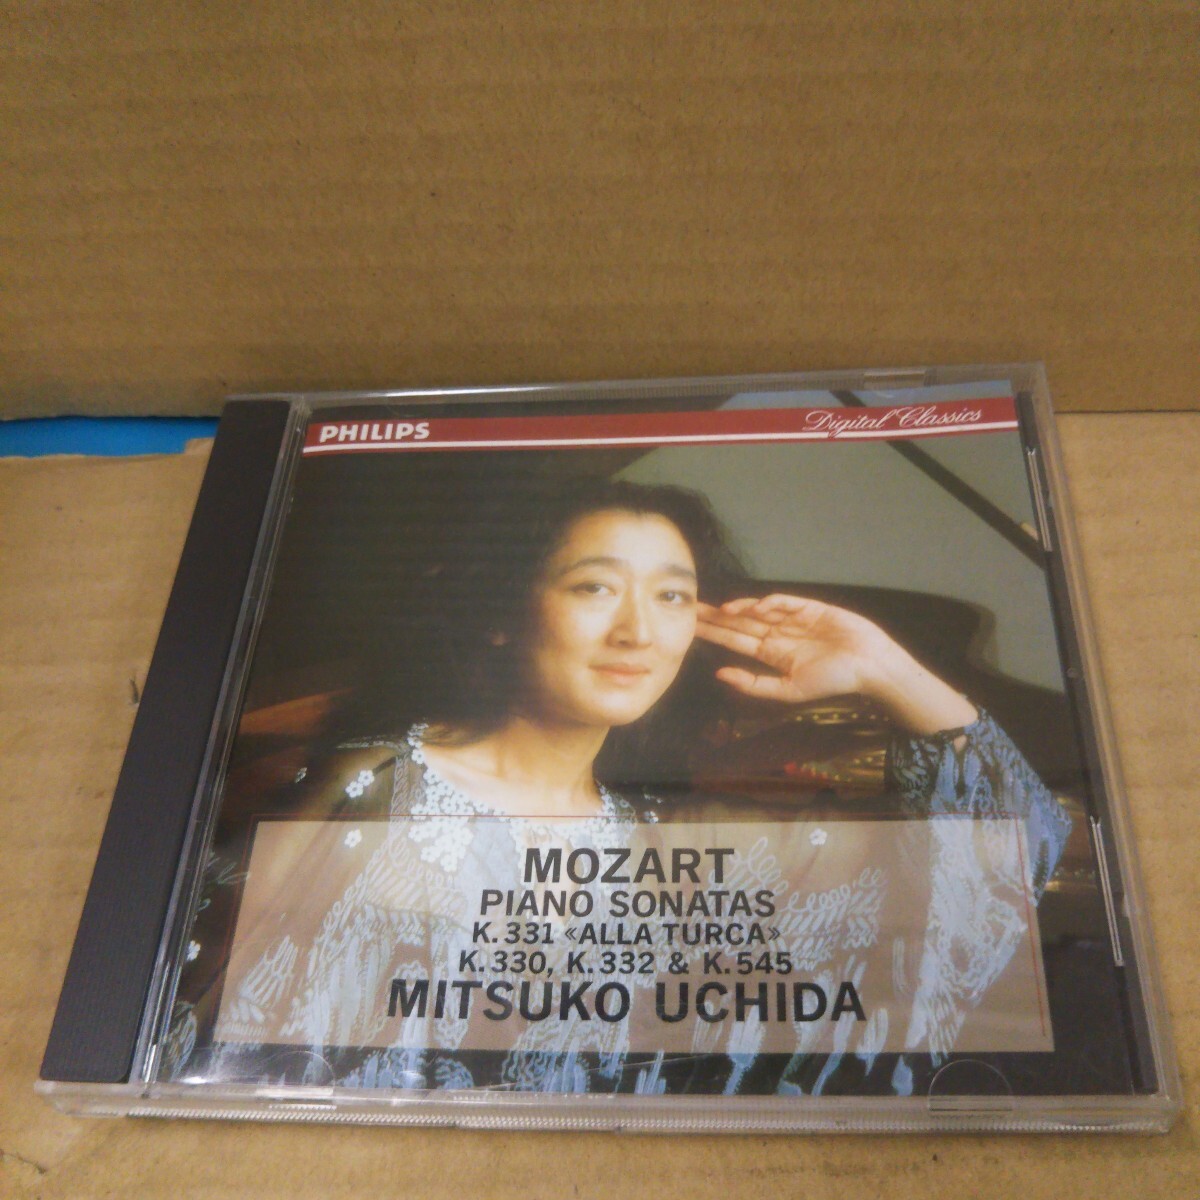 PHILIPS
Digital Classics
MOZART
PIANO SONATAS
K.331 «ALLA TURCA»
K.330, K.332 & K.545
MITSUKO UCHIDA